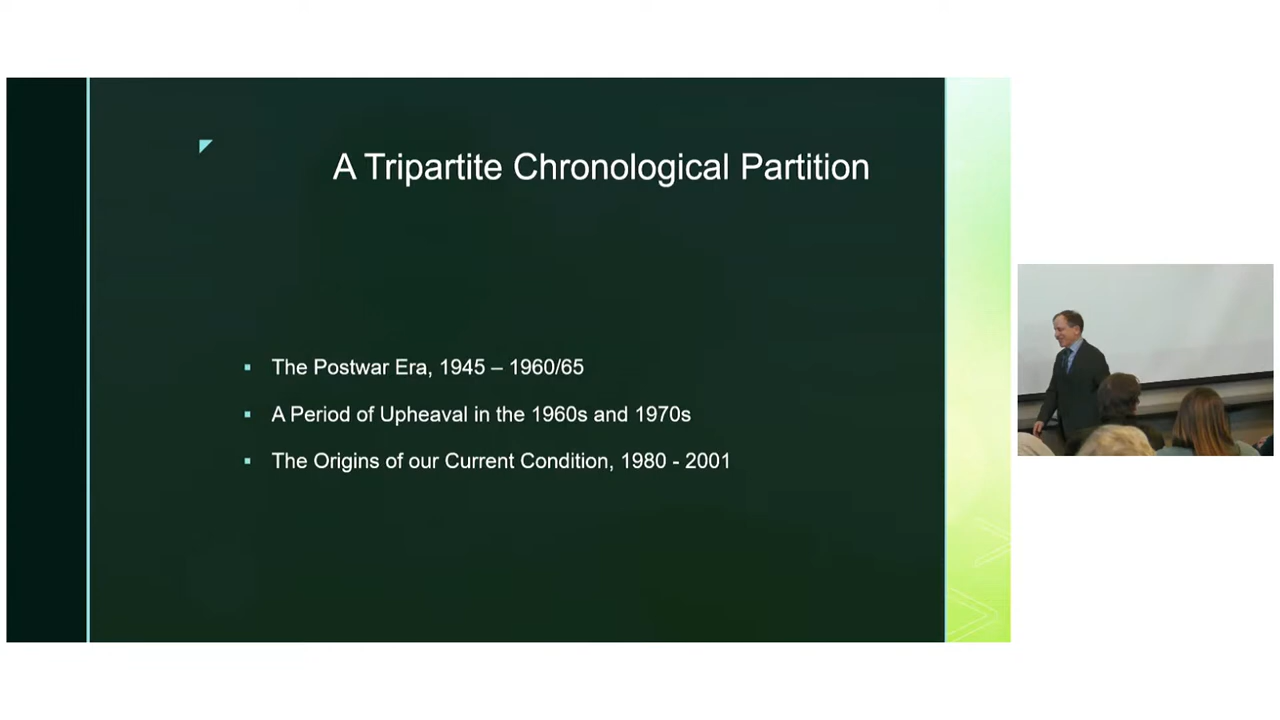 A Tripartite Chronological Partition
The Postwar Era, 1945 – 1960/65
A Period of Upheaval in the 1960s and 1970s
The Origins of our Current Condition, 1980 - 2001